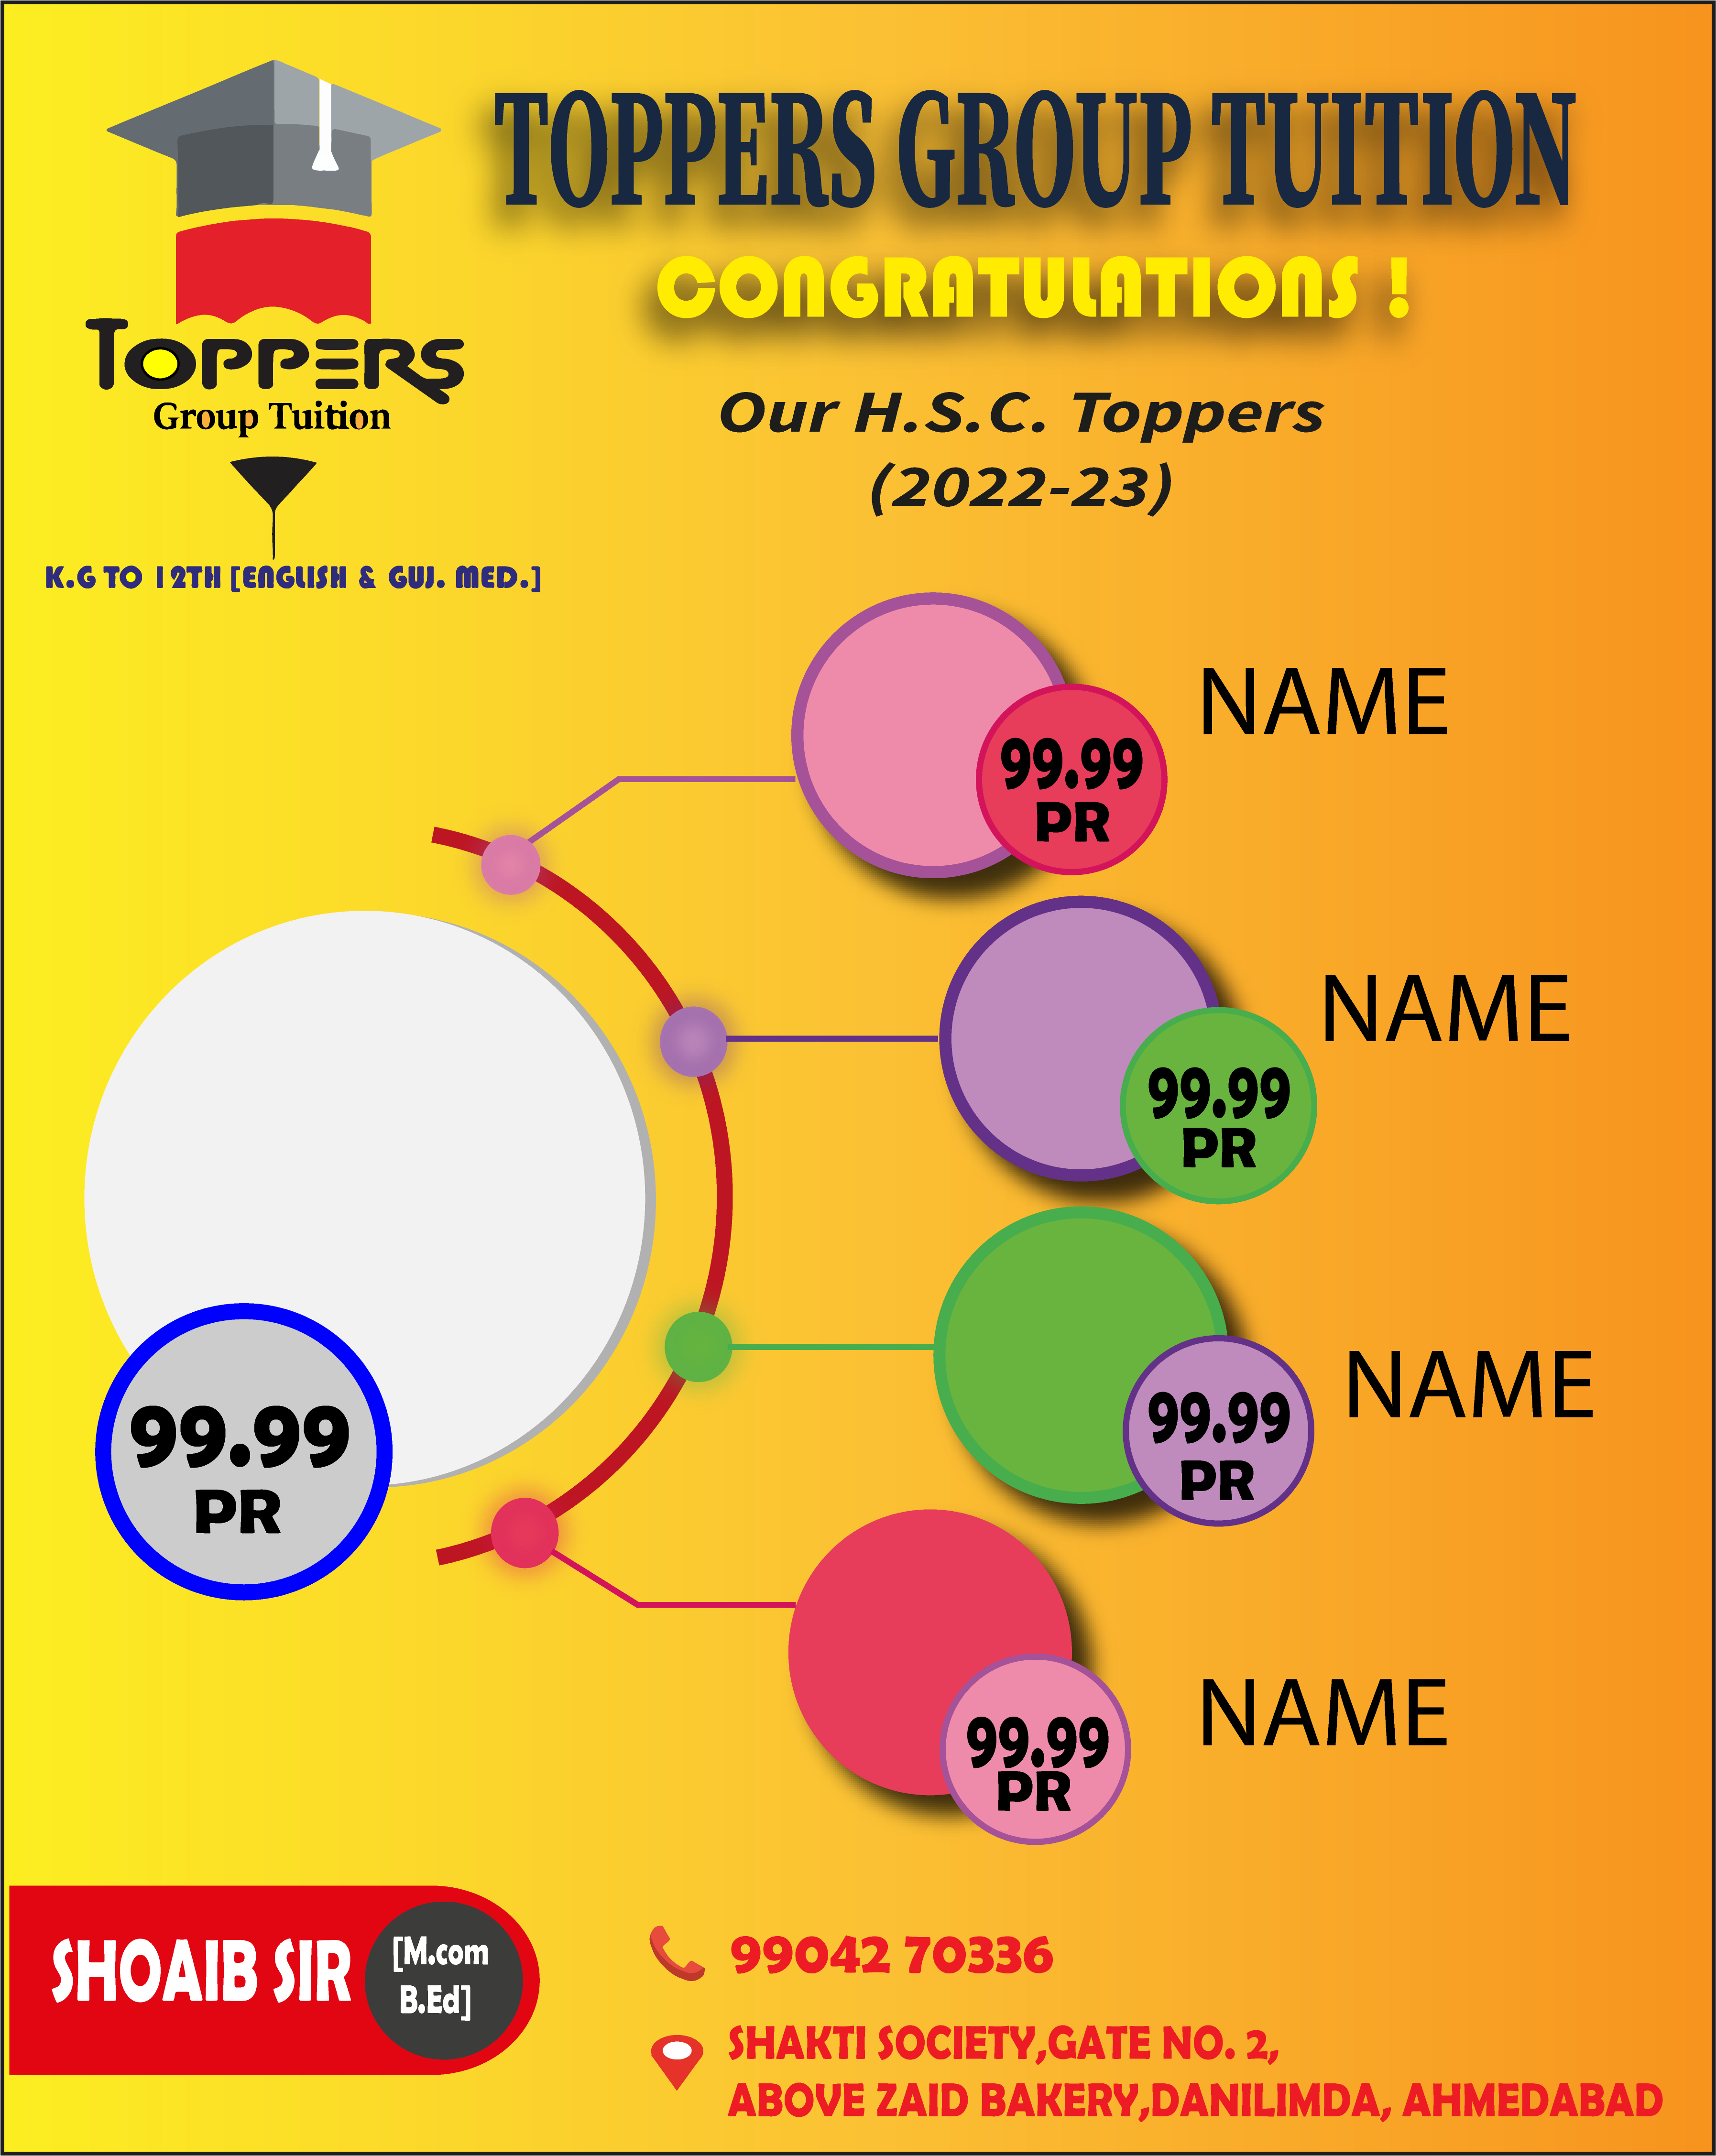 TOPPERS GROUP TUITION
CONGRATULATIONS !
Our H.S.C. Toppers
(2022-23)
TOPPERS
Group Tuition
K.G TO 12TH [ENGLISH & GUJ. MED.]
NAME
99.99
PR
NAME
99.99
PR
NAME
99.99
PR
99.99
PR
NAME
99.99
PR
SHOAIB SIR
[M.com
B.Ed]
99042 70336
SHAKTI SOCIETY,GATE NO. 2,
ABOVE ZAID BAKERY,DANILIMDA, AHMEDABAD